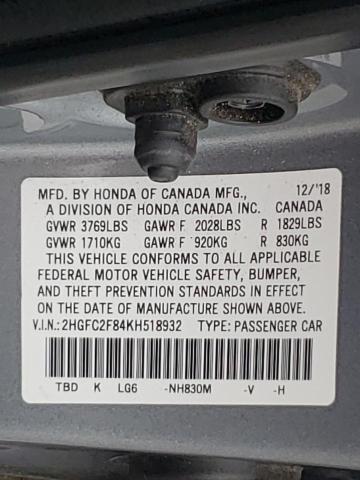 MFD. BY HONDA OF CANADA MFG., 12/'18
A DIVISION OF HONDA CANADA INC. CANADA
GVWR 3769LBS GAWR F 2028LBS R 1829LBS
GVWR 1710KG GAWR F 920KG R 830KG
THIS VEHICLE CONFORMS TO ALL APPLICABLE
FEDERAL MOTOR VEHICLE SAFETY, BUMPER,
AND THEFT PREVENTION STANDARDS IN EFFECT
ON THE DATE OF MANUFACTURE SHOWN ABOVE.
V.I.N.: 2HGFC2F84KH518932 TYPE: PASSENGER CAR
TBD K LG6 -NH830M -V -H